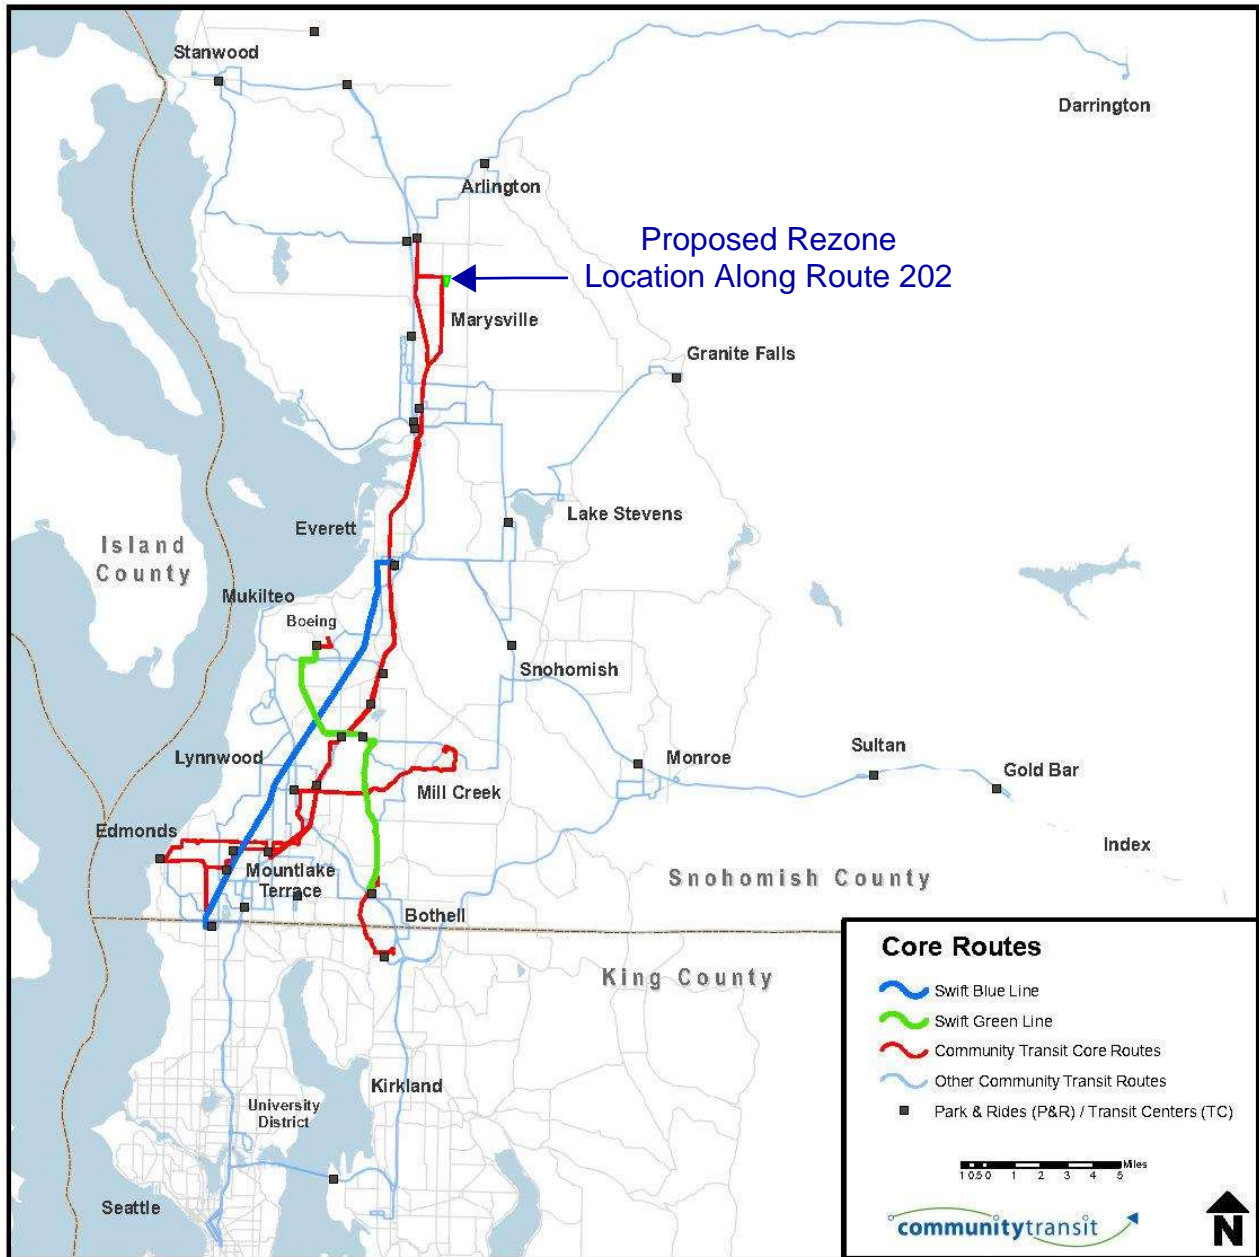 Stanwood
Darrington
Arlington
Proposed Rezone
Location Along Route 202
Marysville
Granite Falls
Lake Stevens
Everett
Island
County
Mukilteo
Boeing
Snohomish
Lynnwood
Monroe
Sultan
Gold Bar
Mill Creek
Edmonds
Index
Mountlake
Terrace
Snohomish County
Bothell
King County
Kirkland
University
District
Seattle
Core Routes
Swift Blue Line
Swift Green Line
Community Transit Core Routes
Other Community Transit Routes
Park & Rides (P&R) / Transit Centers (TC)
Miles
1 0.5 0 1 2 3 4 5
communitytransit
N